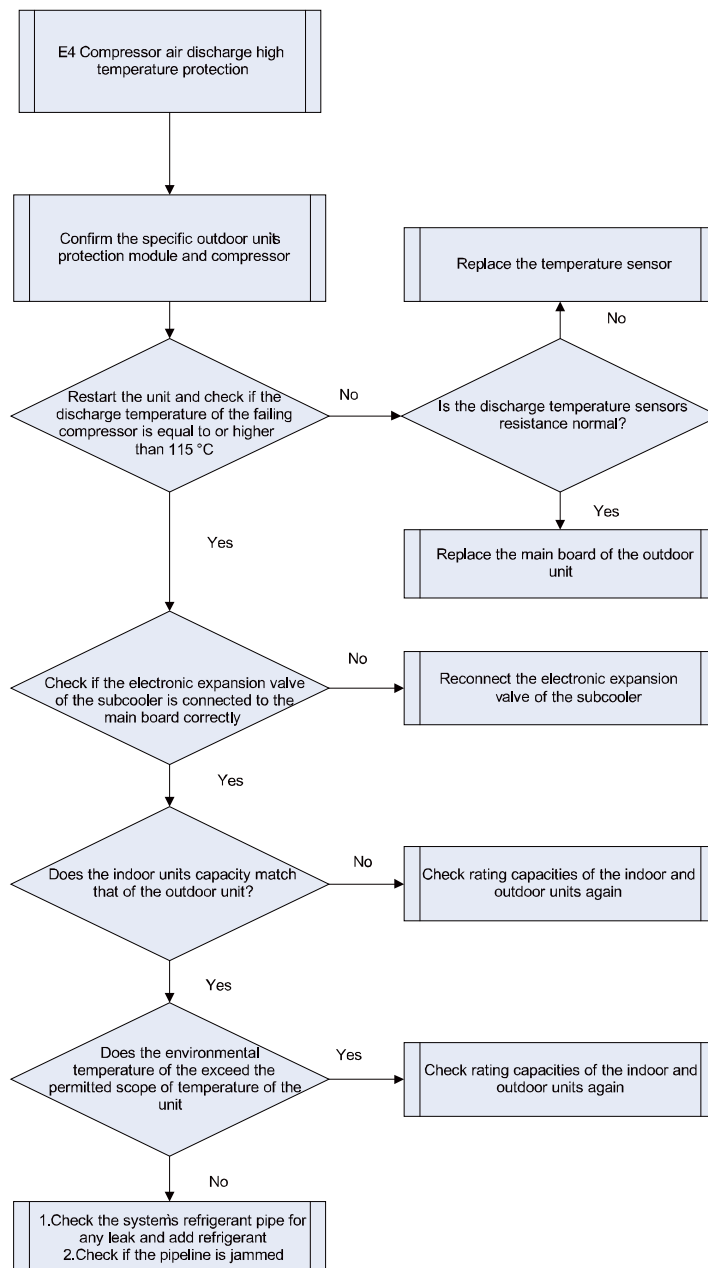 E4 Compressor air discharge high
temperature protection
Confirm the specific outdoor units
protection module and compressor
Replace the temperature sensor
No
Restart the unit and check if the
discharge temperature of the failing
compressor is equal to or higher
than 115 °C
No
Is the discharge temperature sensors
resistance normal?
Yes
Yes
Replace the main board of the outdoor
unit
Check if the electronic expansion valve
of the subcooler is connected to the
main board correctly
No
Reconnect the electronic expansion
valve of the subcooler
Yes
Does the indoor units capacity match
that of the outdoor unit?
No
Check rating capacities of the indoor and
outdoor units again
Yes
Does the environmental
temperature of the exceed the
permitted scope of temperature of the
unit
Yes
Check rating capacities of the indoor and
outdoor units again
No
1.Check the system's refrigerant pipe for
any leak and add refrigerant
2.Check if the pipeline is jammed